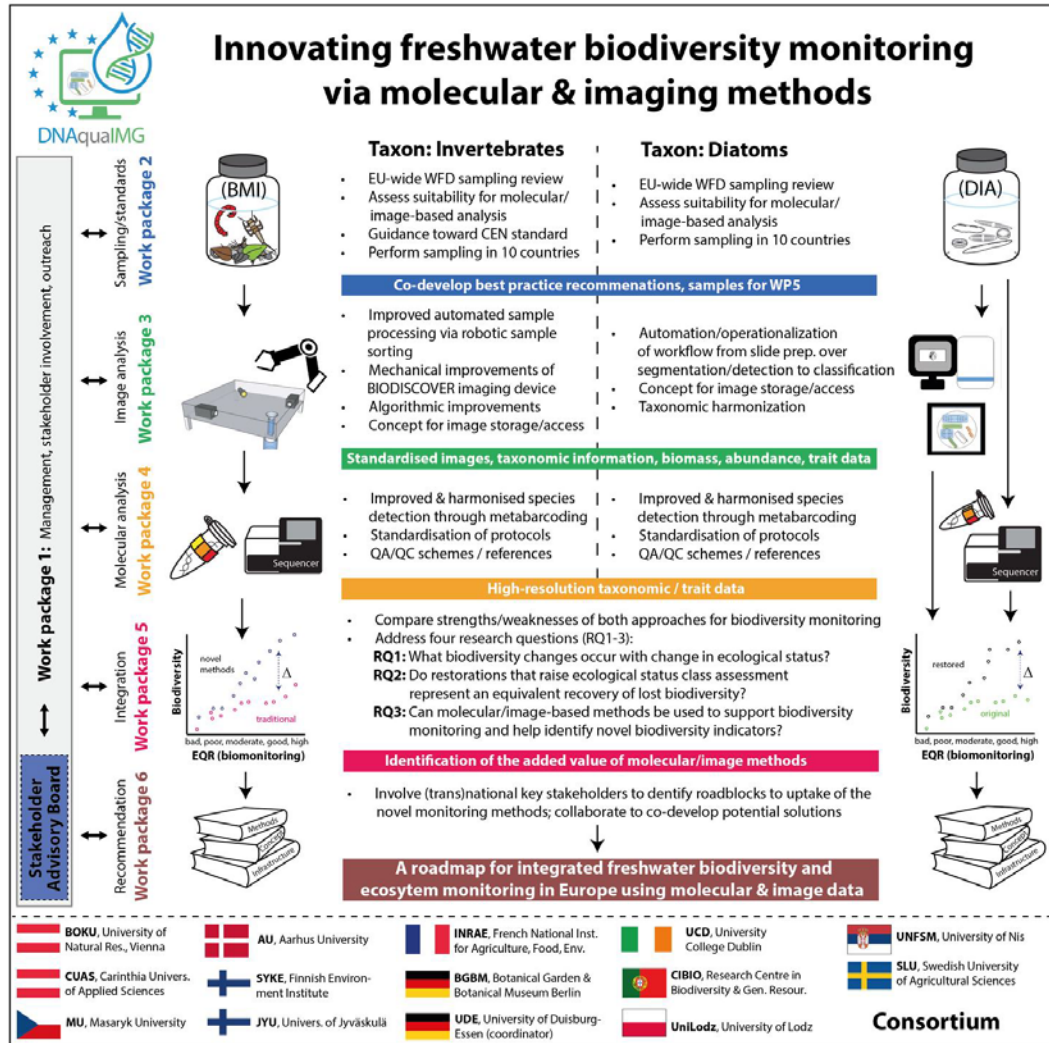 Innovating freshwater biodiversity monitoring
via molecular & imaging methods
DNAquaIMG
Work package 1: Management, stakeholder involvement, outreach
Stakeholder
Advisory Board
Sampling/standards
Work package 2
Image analysis
Work package 3
Molecular analysis
Work package 4
Integration
Work package 5
Recommendation
Work package 6
(BMI)
Taxon: Invertebrates
• EU-wide WFD sampling review
• Assess suitability for molecular/
image-based analysis
• Guidance toward CEN standard
• Perform sampling in 10 countries
Taxon: Diatoms
• EU-wide WFD sampling review
• Assess suitability for molecular/
image-based analysis
• Perform sampling in 10 countries
(DIA)
Co-develop best practice recommenations, samples for WP5
• Improved automated sample
processing via robotic sample
sorting
• Mechanical improvements of
BIODISCOVER imaging device
• Algorithmic improvements
• Concept for image storage/access
• Automation/operationalization
of workflow from slide prep. over
segmentation/detection to classification
• Concept for image storage/access
• Taxonomic harmonization
Standardised images, taxonomic information, biomass, abundance, trait data
Sequencer
• Improved & harmonised species
detection through metabarcoding
• Standardisation of protocols
• QA/QC schemes / references
• Improved & harmonised species
detection through metabarcoding
• Standardisation of protocols
• QA/QC schemes / references
Sequencer
High-resolution taxonomic / trait data
• Compare strengths/weaknesses of both approaches for biodiversity monitoring
• Address four research questions (RQ1-3):
RQ1: What biodiversity changes occur with change in ecological status?
RQ2: Do restorations that raise ecological status class assessment
represent an equivalent recovery of lost biodiversity?
RQ3: Can molecular/image-based methods be used to support biodiversity
monitoring and help identify novel biodiversity indicators?
Biodiversity
novel
methods
Δ
traditional
bad, poor, moderate, good, high
EQR (biomonitoring)
Biodiversity
restored
Δ
original
bad, poor, moderate, good, high
EQR (biomonitoring)
Identification of the added value of molecular/image methods
• Involve (trans)national key stakeholders to dentify roadblocks to uptake of the
novel monitoring methods; collaborate to co-develop potential solutions
Methods
Concept
Infrastructure
Methods
Concept
Infrastructure
A roadmap for integrated freshwater biodiversity and
ecosytem monitoring in Europe using molecular & image data
BOKU, University of
Natural Res., Vienna
AU, Aarhus University
INRAE, French National Inst.
for Agriculture, Food, Env.
UCD, University
College Dublin
UNFSM, University of Nis
CUAS, Carinthia Univers.
of Applied Sciences
SYKE, Finnish Environ-
ment Institute
BGBM, Botanical Garden &
Botanical Museum Berlin
CIBIO, Research Centre in
Biodiversity & Gen. Resour.
SLU, Swedish University
of Agricultural Sciences
MU, Masaryk University
JYU, Univers. of Jyväskulä
UDE, University of Duisburg-
Essen (coordinator)
UniLodz, University of Lodz
Consortium